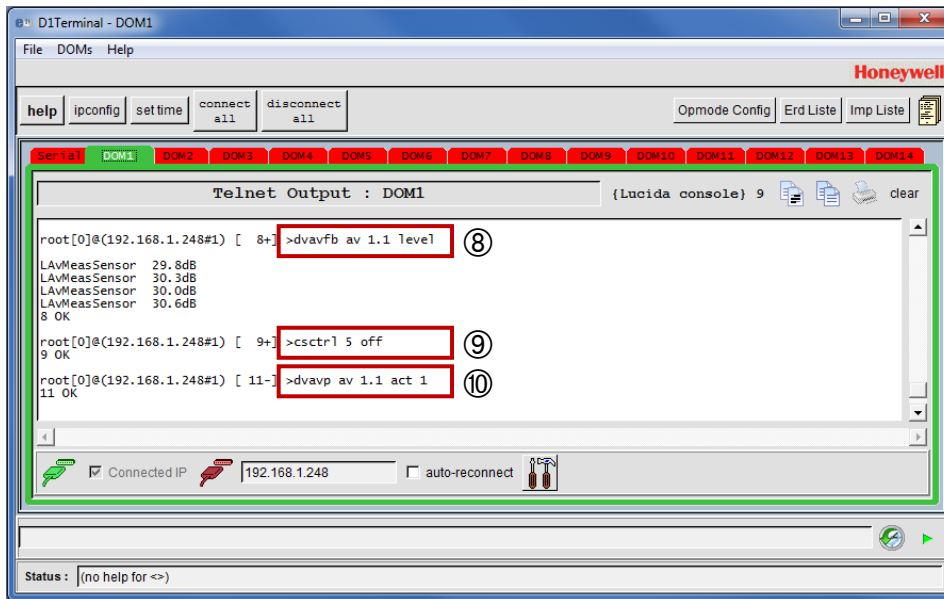 D1Terminal - DOM1
File DOMs Help
Honeywell
help ipconfig set time connect all disconnect all Opmode Config Erd Liste Imp Liste
Serial DOM1 DOM2 DOM3 DOM4 DOM5 DOM6 DOM7 DOM8 DOM9 DOM10 DOM11 DOM12 DOM13 DOM14
Telnet Output : DOM1 {Lucida console} 9 clear
root[0]@(192.168.1.248#1) [ 8+] >dvavfb av 1.1 level ⑧
LAvMeasSensor 29.8dB
LAvMeasSensor 30.3dB
LAvMeasSensor 30.0dB
LAvMeasSensor 30.6dB
8 OK
root[0]@(192.168.1.248#1) [ 9+] >csctrl 5 off ⑨
9 OK
root[0]@(192.168.1.248#1) [ 11-] >dvavp av 1.1 act 1 ⑩
11 OK
Connected IP 192.168.1.248 auto-reconnect
Status : (no help for <>)